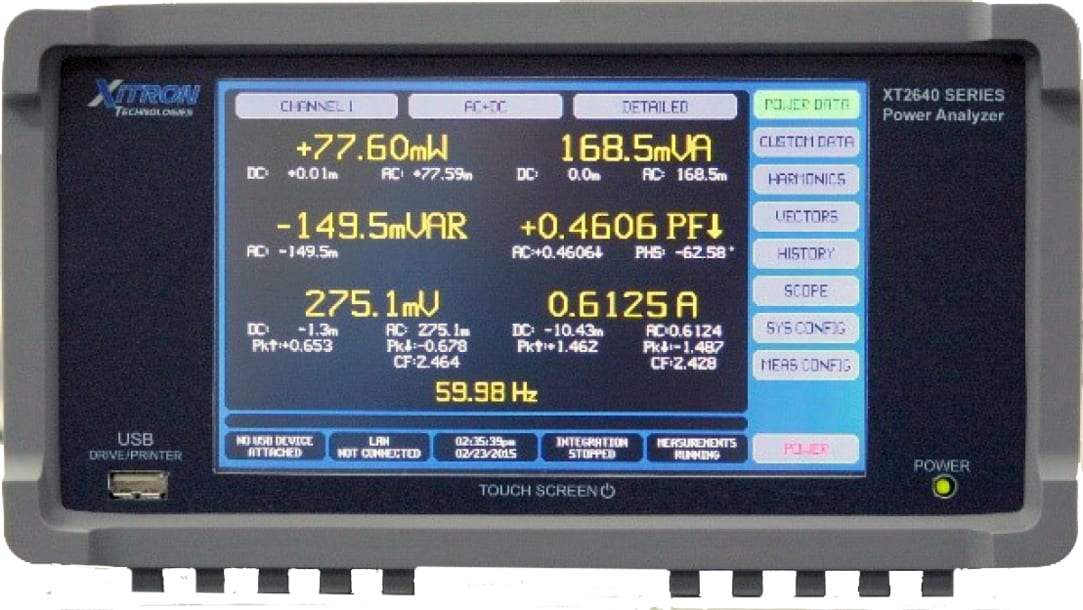 XITRON
TECHNOLOGIES
XT2640 SERIES
Power Analyzer
CHANNEL 1 AC+DC DETAILED
+77.60mW 168.5mVA
DC: +0.01m AC: +77.59m DC: 0.0m AC: 168.5m
-149.5mVAR +0.4606 PF↓
AC: -149.5m AC:+0.4606↓ PHS: -62.58°
275.1mV 0.6125 A
DC: -1.3m AC: 275.1m DC: -10.43m AC:0.6124
Pk↑:+0.653 Pk↓:-0.678 Pk↑:+1.462 Pk↓:-1.487
CF:2.464 CF:2.428
59.98 Hz
NO USB DEVICE
ATTACHED
LAN
NOT CONNECTED
02:35:39pm
02/23/2015
INTEGRATION
STOPPED
MEASUREMENTS
RUNNING
POWER DATA
CUSTOM DATA
HARMONICS
VECTORS
HISTORY
SCOPE
SYS CONFIG
MEAS CONFIG
POWER
USB
DRIVE/PRINTER
TOUCH SCREEN
POWER